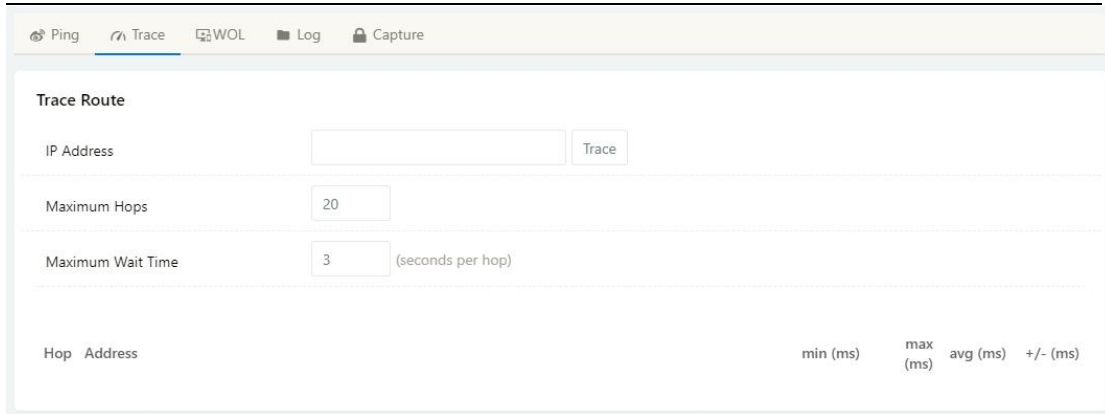 Ping Trace WOL Log Capture
Trace Route
IP Address Trace
Maximum Hops 20
Maximum Wait Time 3 (seconds per hop)
Hop Address min (ms) max (ms) avg (ms) +/- (ms)